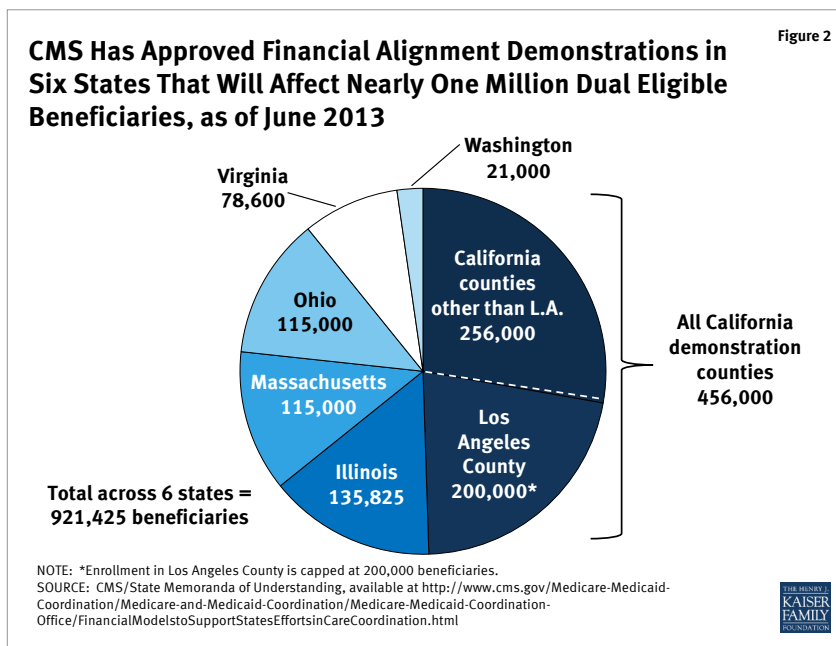 Figure 2
CMS Has Approved Financial Alignment Demonstrations in
Six States That Will Affect Nearly One Million Dual Eligible
Beneficiaries, as of June 2013
Washington
21,000
Virginia
78,600
California
counties
other than L.A.
256,000
Ohio
115,000
All California
demonstration
counties
456,000
Massachusetts
115,000
Los
Angeles
County
200,000*
Illinois
135,825
Total across 6 states =
921,425 beneficiaries
NOTE: *Enrollment in Los Angeles County is capped at 200,000 beneficiaries.
SOURCE: CMS/State Memoranda of Understanding, available at http://www.cms.gov/Medicare-Medicaid-
Coordination/Medicare-and-Medicaid-Coordination/Medicare-Medicaid-Coordination-
Office/FinancialModelstoSupportStatesEffortsinCareCoordination.html
THE HENRY J.
KAISER
FAMILY
FOUNDATION